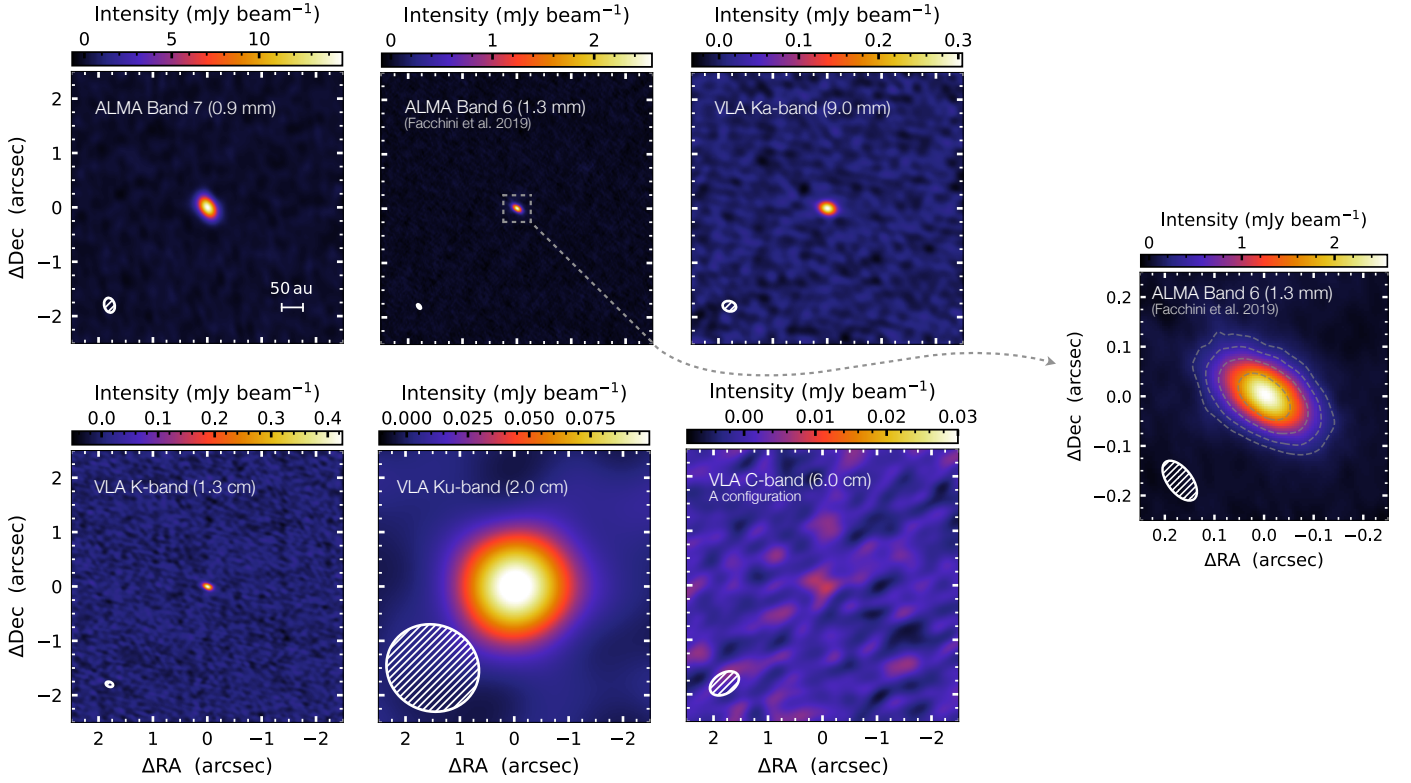 Intensity (mJy beam⁻¹)
0 5 10
ALMA Band 7 (0.9 mm)
50 au
2
1
0
−1
−2
ΔDec (arcsec)
Intensity (mJy beam⁻¹)
0 1 2
ALMA Band 6 (1.3 mm)
(Facchini et al. 2019)
Intensity (mJy beam⁻¹)
0.0 0.1 0.2 0.3
VLA Ka-band (9.0 mm)
Intensity (mJy beam⁻¹)
0 1 2
ALMA Band 6 (1.3 mm)
(Facchini et al. 2019)
0.2
0.1
0.0
−0.1
−0.2
ΔDec (arcsec)
0.2 0.1 0.0 −0.1 −0.2
ΔRA (arcsec)
Intensity (mJy beam⁻¹)
0.0 0.1 0.2 0.3 0.4
VLA K-band (1.3 cm)
2
1
0
−1
−2
ΔDec (arcsec)
2 1 0 −1 −2
ΔRA (arcsec)
Intensity (mJy beam⁻¹)
0.000 0.025 0.050 0.075
VLA Ku-band (2.0 cm)
2 1 0 −1 −2
ΔRA (arcsec)
Intensity (mJy beam⁻¹)
0.00 0.01 0.02 0.03
VLA C-band (6.0 cm)
A configuration
2 1 0 −1 −2
ΔRA (arcsec)